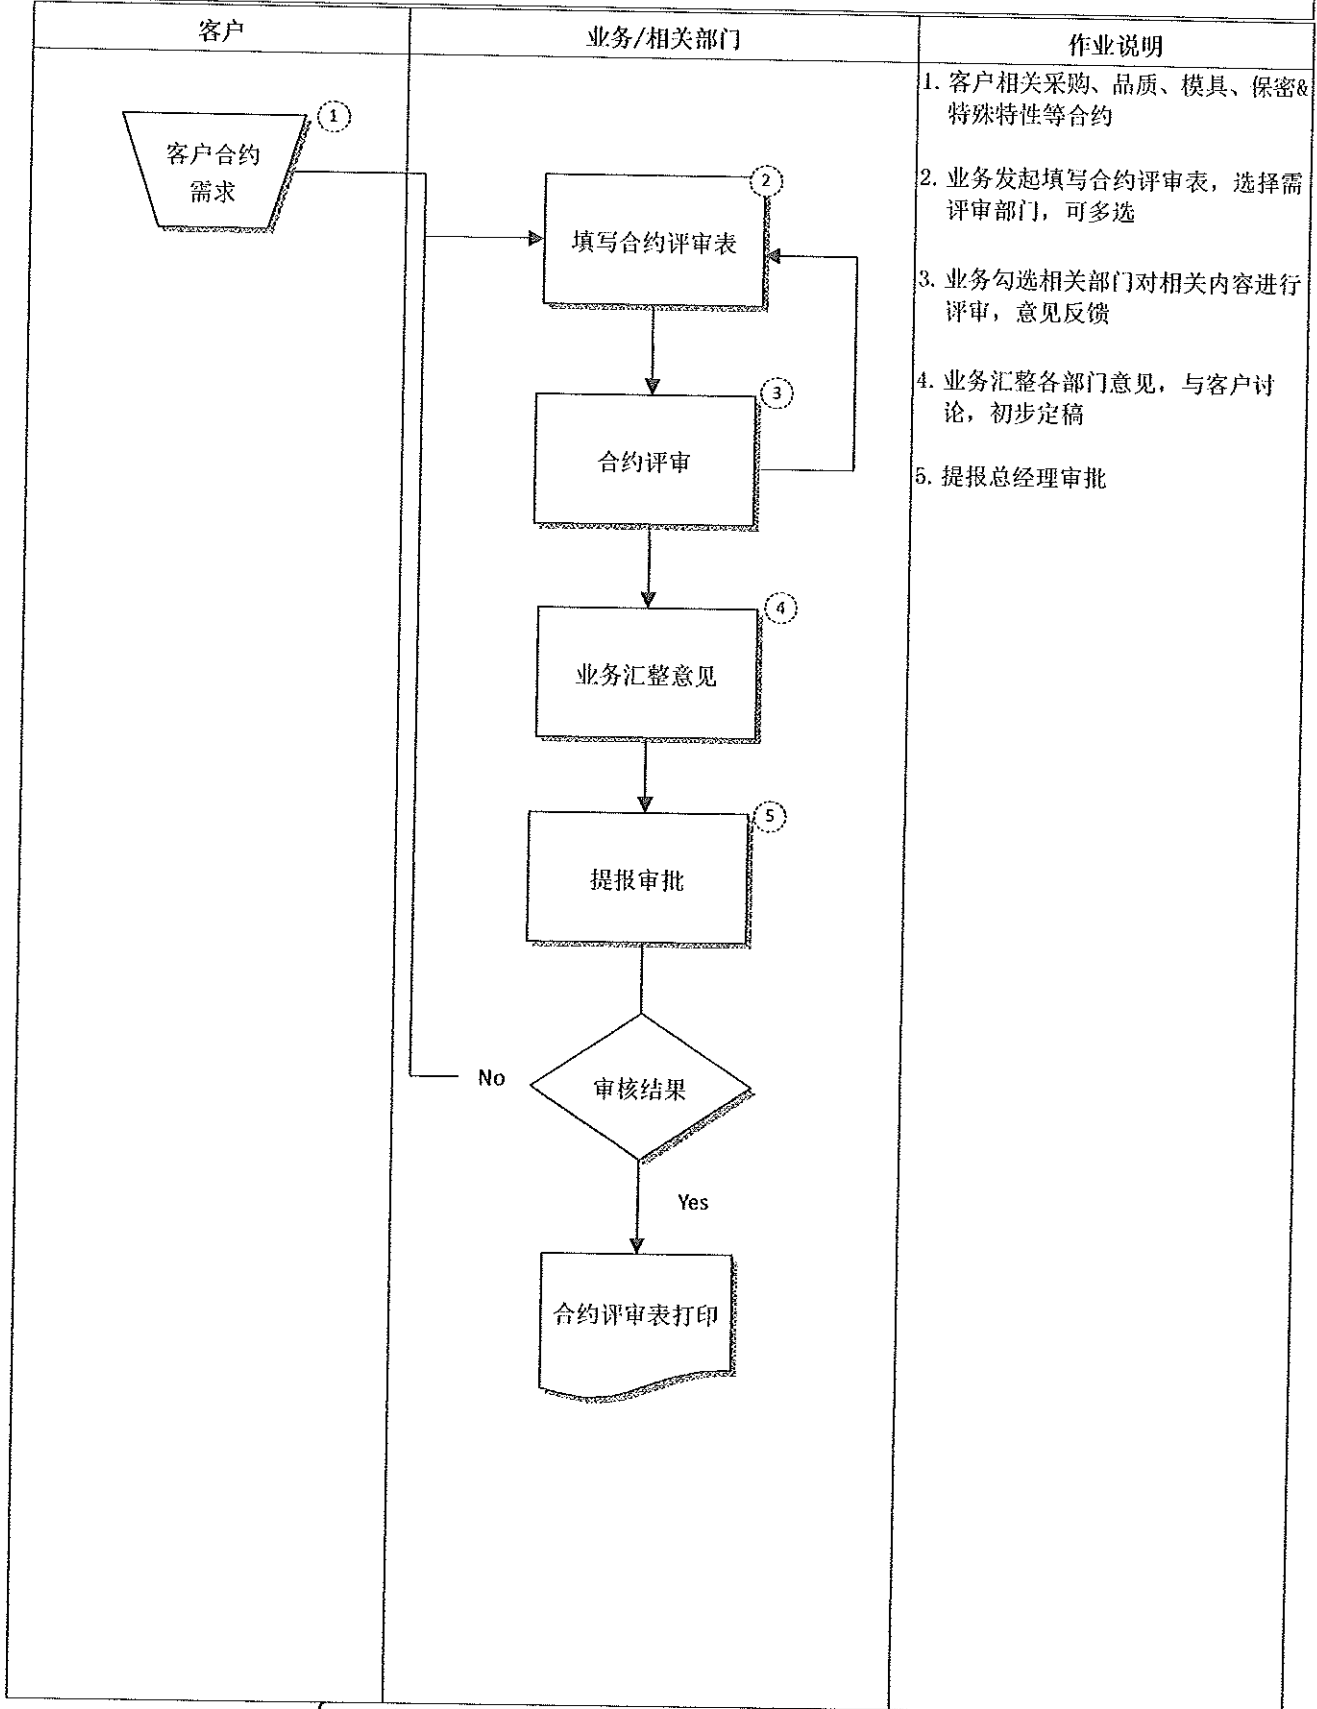 客户
业务/相关部门
作业说明
①
客户合约
需求
②
填写合约评审表
③
合约评审
④
业务汇整意见
⑤
提报审批
审核结果
No
Yes
合约评审表打印
1. 客户相关采购、品质、模具、保密&
特殊特性等合约
2. 业务发起填写合约评审表，选择需
评审部门，可多选
3. 业务勾选相关部门对相关内容进行
评审，意见反馈
4. 业务汇整各部门意见，与客户讨
论，初步定稿
5. 提报总经理审批